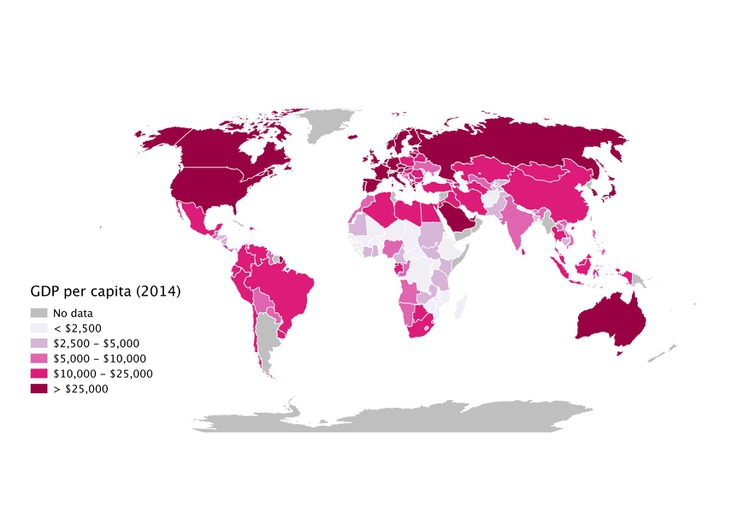 GDP per capita (2014)
No data
< $2,500
$2,500 – $5,000
$5,000 – $10,000
$10,000 – $25,000
> $25,000